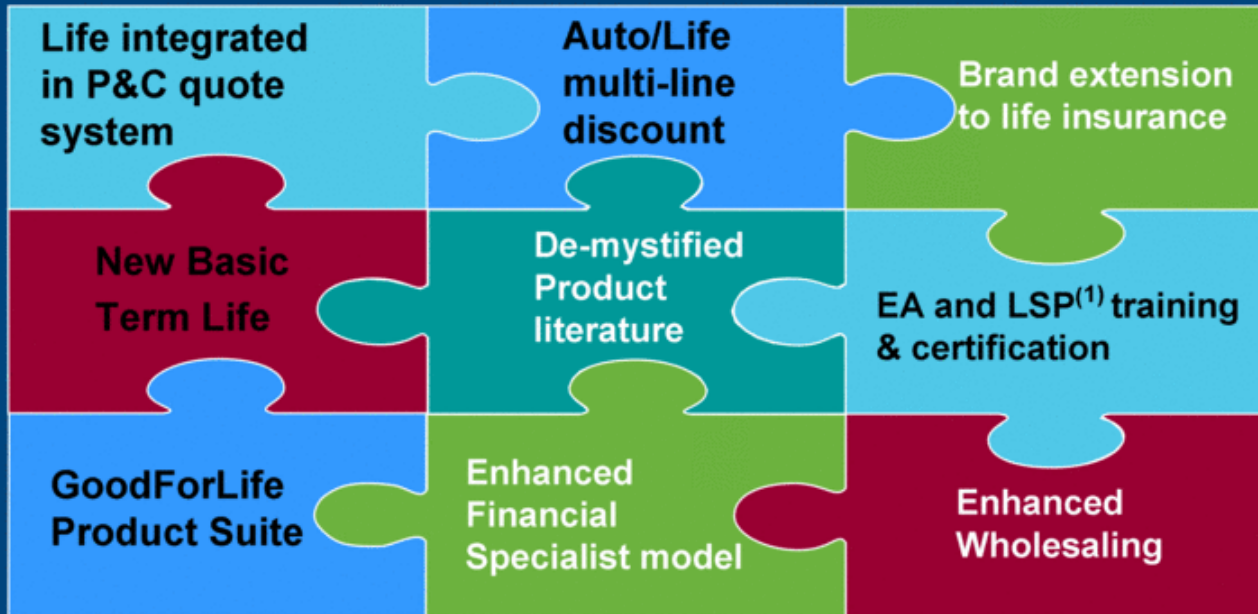 Life integrated
in P&C quote
system
Auto/Life
multi-line
discount
Brand extension
to life insurance
New Basic
Term Life
De-mystified
Product
literature
EA and LSP(1) training
& certification
GoodForLife
Product Suite
Enhanced
Financial
Specialist model
Enhanced
Wholesaling